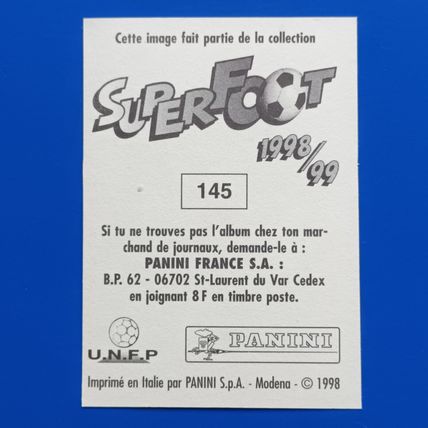 Cette image fait partie de la collection
SUPERFOOT
1998/99
145
Si tu ne trouves pas l'album chez ton mar-
chand de journaux, demande-le à :
PANINI FRANCE S.A. :
B.P. 62 - 06702 St-Laurent du Var Cedex
en joignant 8 F en timbre poste.
U.N.F.P
PANINI
Imprimé en Italie par PANINI S.p.A. - Modena - © 1998